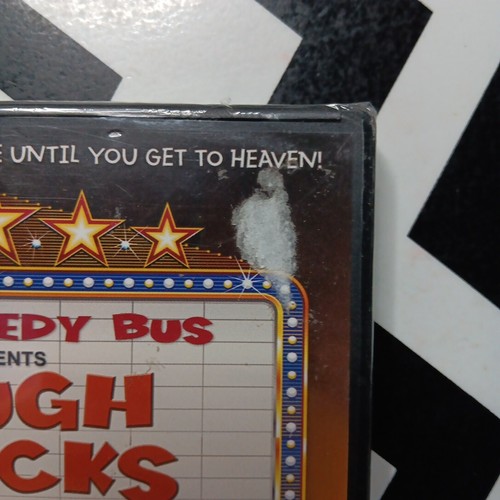 UNTIL YOU GET TO HEAVEN!
EDY BUS
ENTS
UGH
CKS